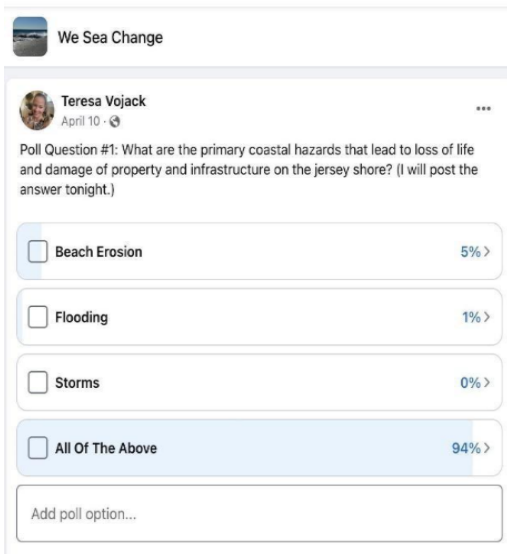 We Sea Change
Teresa Vojack
April 10 ·
Poll Question #1: What are the primary coastal hazards that lead to loss of life
and damage of property and infrastructure on the jersey shore? (I will post the
answer tonight.)
Beach Erosion 5% >
Flooding 1% >
Storms 0% >
All Of The Above 94% >
Add poll option...